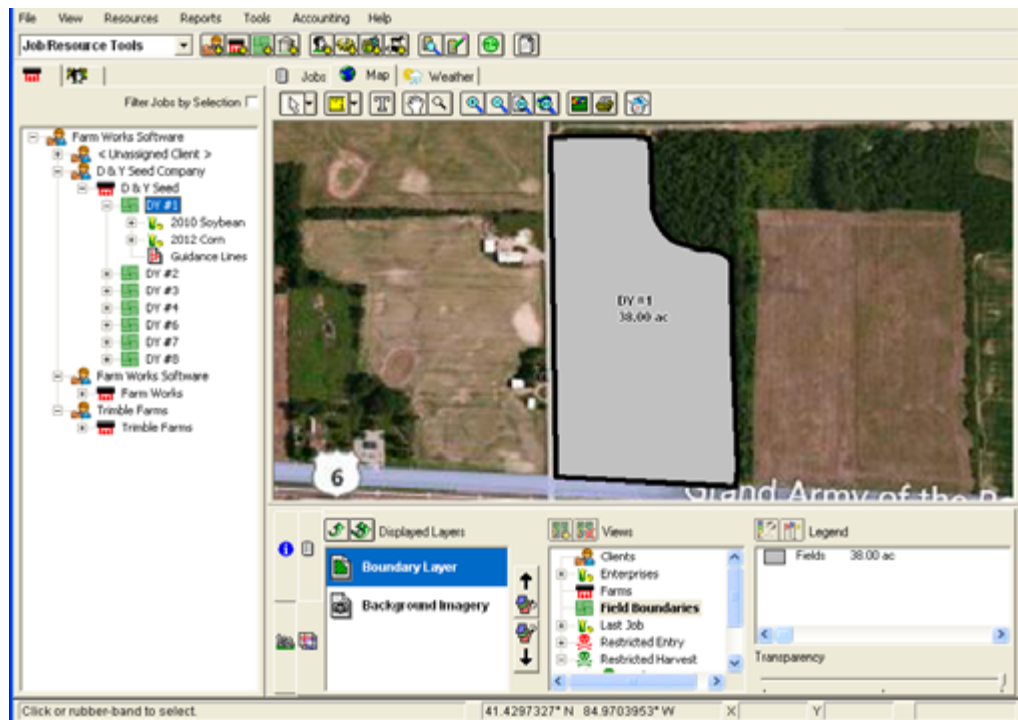 File View Resources Reports Tools Accounting Help
Job Resource Tools
Jobs Map Weather
Filter Jobs by Selection
T
Farm Works Software
< Unassigned Client >
D & Y Seed Company
D & Y Seed
DY #1
2010 Soybean
2012 Corn
Guidance Lines
DY #2
DY #3
DY #4
DY #6
DY #7
DY #8
Farm Works Software
Farm Works
Trimble Farms
Trimble Farms
DY #1
38.00 ac
6
Grand Army of the
Displayed Layers
Boundary Layer
Background Imagery
Views
Clients
Enterprises
Farms
Field Boundaries
Last Job
Restricted Entry
Restricted Harvest
Legend
Fields 38.00 ac
Transparency
Click or rubber-band to select. 41.4297327° N 84.9703953° W X Y